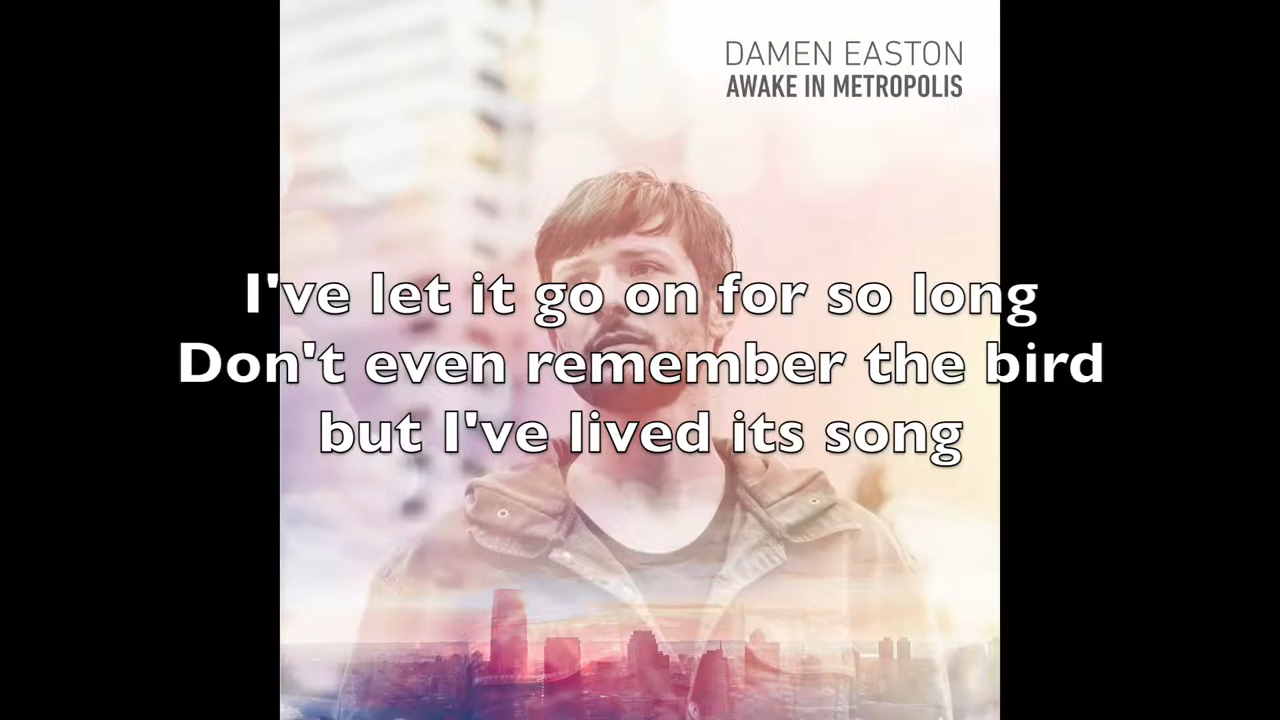 DAMEN EASTON
AWAKE IN METROPOLIS
I've let it go on for so long
Don't even remember the bird
but I've lived its song